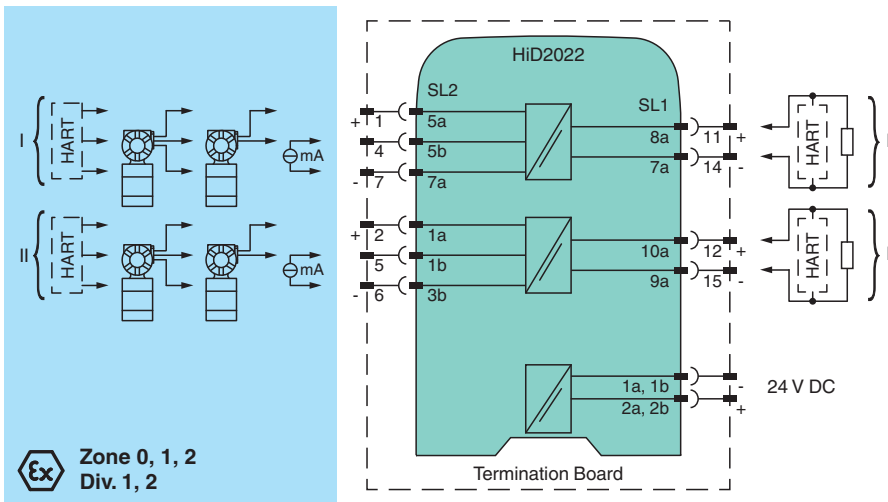 HiD2022
SL2
SL1
I
HART
mA
+ 1 5a
4 5b
- 7 7a
8a 11 +
7a 14 -
HART
II
HART
mA
+ 2 1a
5 1b
- 6 3b
10a 12 +
9a 15 -
HART
1a, 1b -
2a, 2b +
24 V DC
Ex
Zone 0, 1, 2
Div. 1, 2
Termination Board